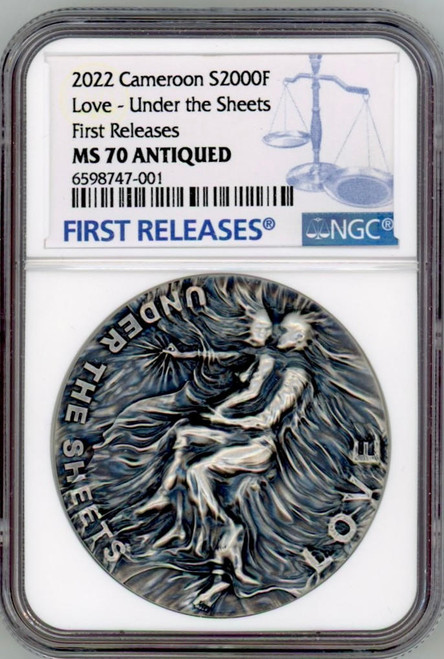 2022 Cameroon S2000F
Love - Under the Sheets
First Releases
MS 70 ANTIQUED
6598747-001
FIRST RELEASES®
NGC®
UNDER THE SHEETS
LOVE